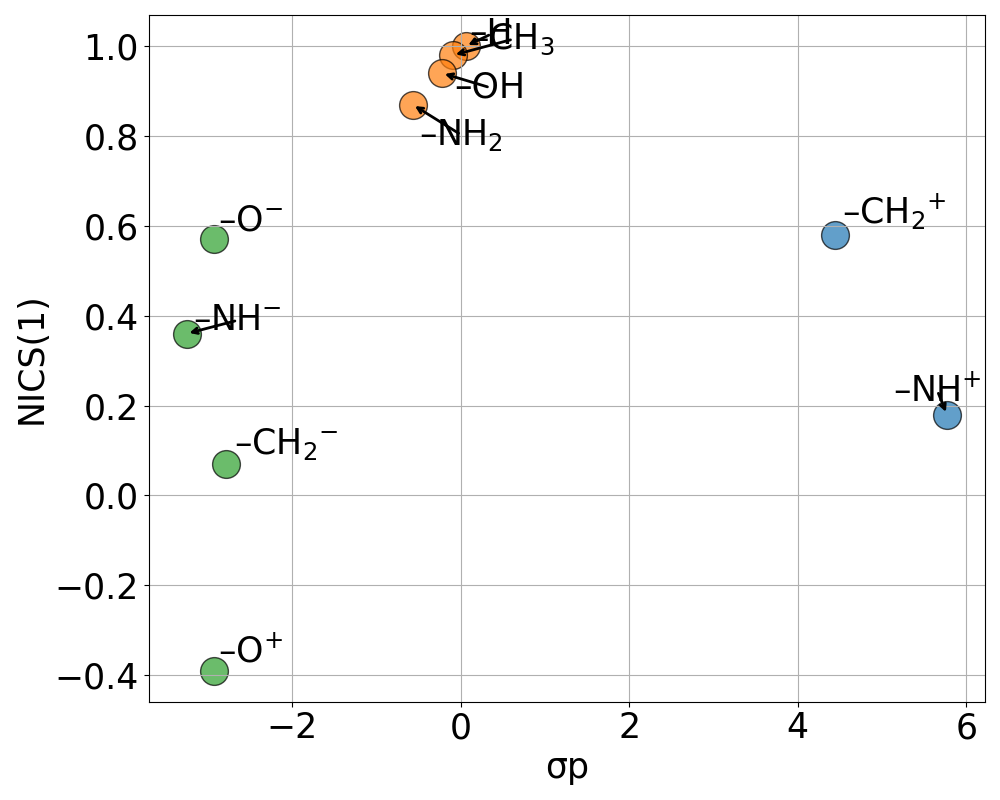 –H
–CH₃
–OH
–NH₂
–O⁻
–CH₂⁺
–NH⁻
–NH⁺
–CH₂⁻
–O⁺
1.0
0.8
0.6
0.4
0.2
0.0
−0.2
−0.4
NICS(1)
−2
0
2
4
6
σp